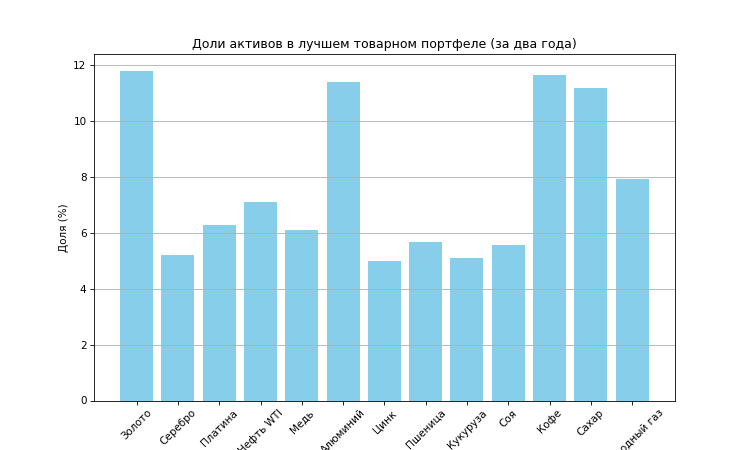 Доли активов в лучшем товарном портфеле (за два года)
12
10
8
6
4
2
0
Доля (%)
Золото
Серебро
Платина
Нефть WTI
Медь
Алюминий
Цинк
Пшеница
Кукуруза
Соя
Кофе
Сахар
одный газ